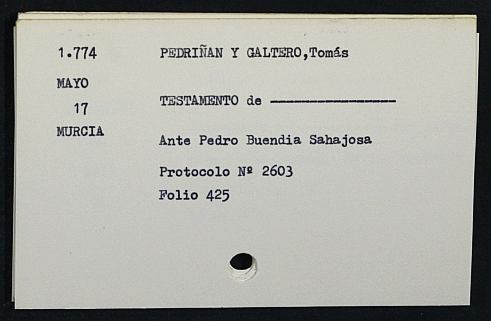 1.774 PEDRIÑAN Y GALTERO,Tomás
MAYO
17 TESTAMENTO de ------------------
MURCIA
Ante Pedro Buendia Sahajosa
Protocolo Nº 2603
Folio 425